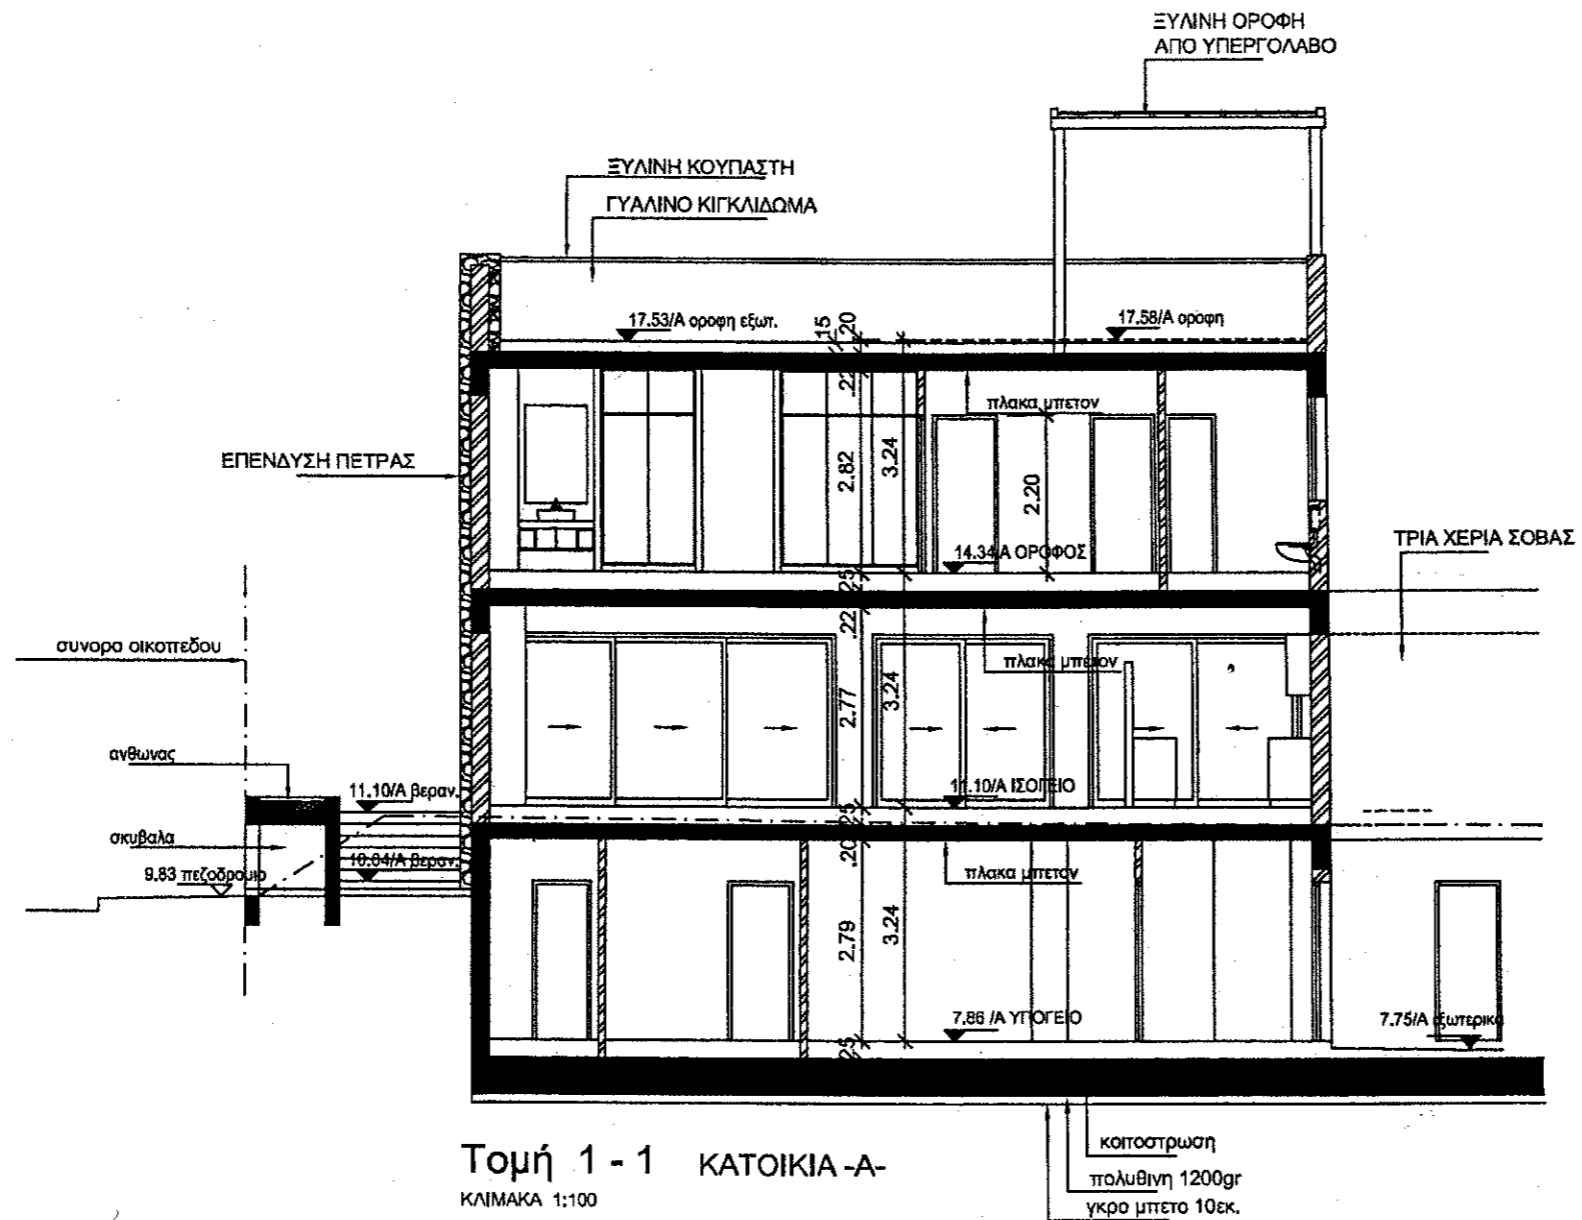 ΞΥΛΙΝΗ ΟΡΟΦΗ
ΑΠΟ ΥΠΕΡΓΟΛΑΒΟ
ΞΥΛΙΝΗ ΚΟΥΠΑΣΤΗ
ΓΥΑΛΙΝΟ ΚΙΓΚΛΙΔΩΜΑ
17.53/Α οροφη εξωτ.
15
20
17.58/Α οροφη
22
πλακα μπετον
ΕΠΕΝΔΥΣΗ ΠΕΤΡΑΣ
2.82
3.24
2.20
14.34/Α ΟΡΟΦΟΣ
ΤΡΙΑ ΧΕΡΙΑ ΣΟΒΑΣ
25
.22
συνορα οικοπεδου
πλακα μπετον
2.77
3.24
ανθωνας
11.10/Α βεραν.
11.10/Α ΙΣΟΓΕΙΟ
25
σκυβαλα
10.04/Α βεραν.
.20
9.83 πεζοδρομιο
πλακα μπετον
2.79
3.24
7.86 /Α ΥΠΟΓΕΙΟ
7.75/Α εξωτερικα
25
Τομή 1 - 1 ΚΑΤΟΙΚΙΑ -Α-
ΚΛΙΜΑΚΑ 1:100
κοιτοστρωση
πολυθινη 1200gr
γκρο μπετο 10εκ.